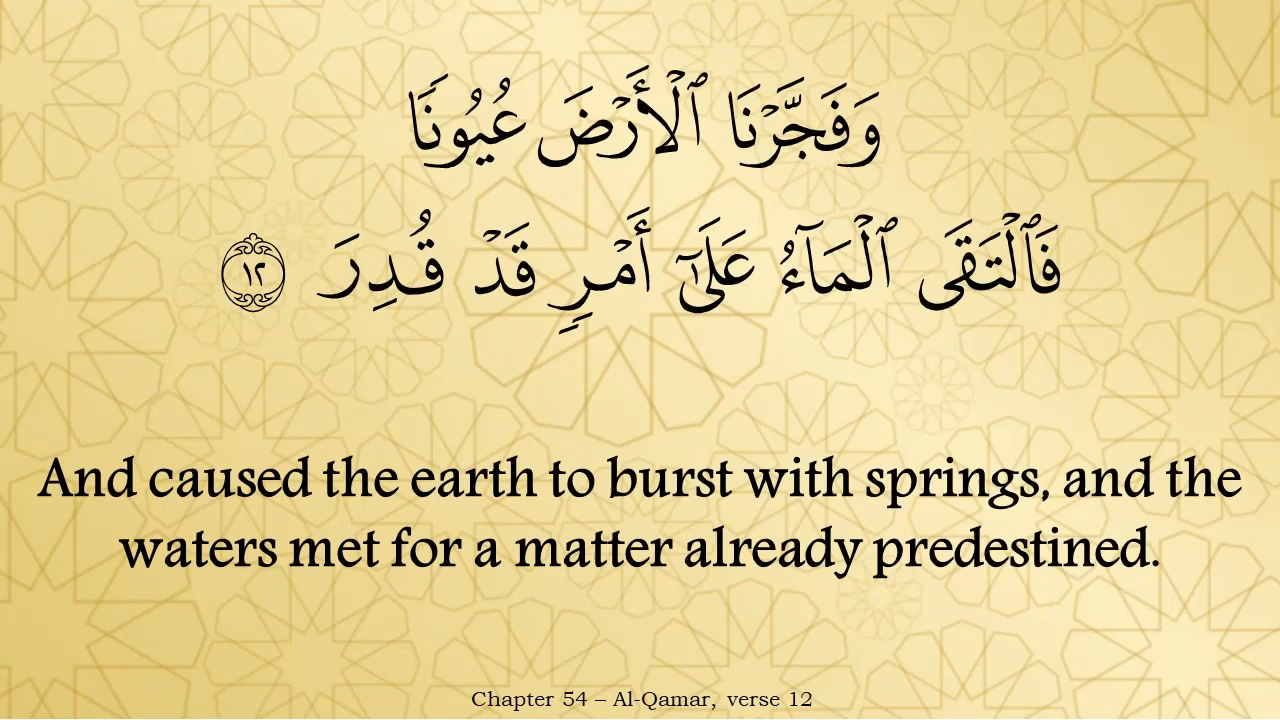 وَفَجَّرْنَا ٱلْأَرْضَ عُيُونًا
فَٱلْتَقَى ٱلْمَآءُ عَلَىٰٓ أَمْرٍ قَدْ قُدِرَ ١٢
And caused the earth to burst with springs, and the
waters met for a matter already predestined.
Chapter 54 – Al-Qamar, verse 12